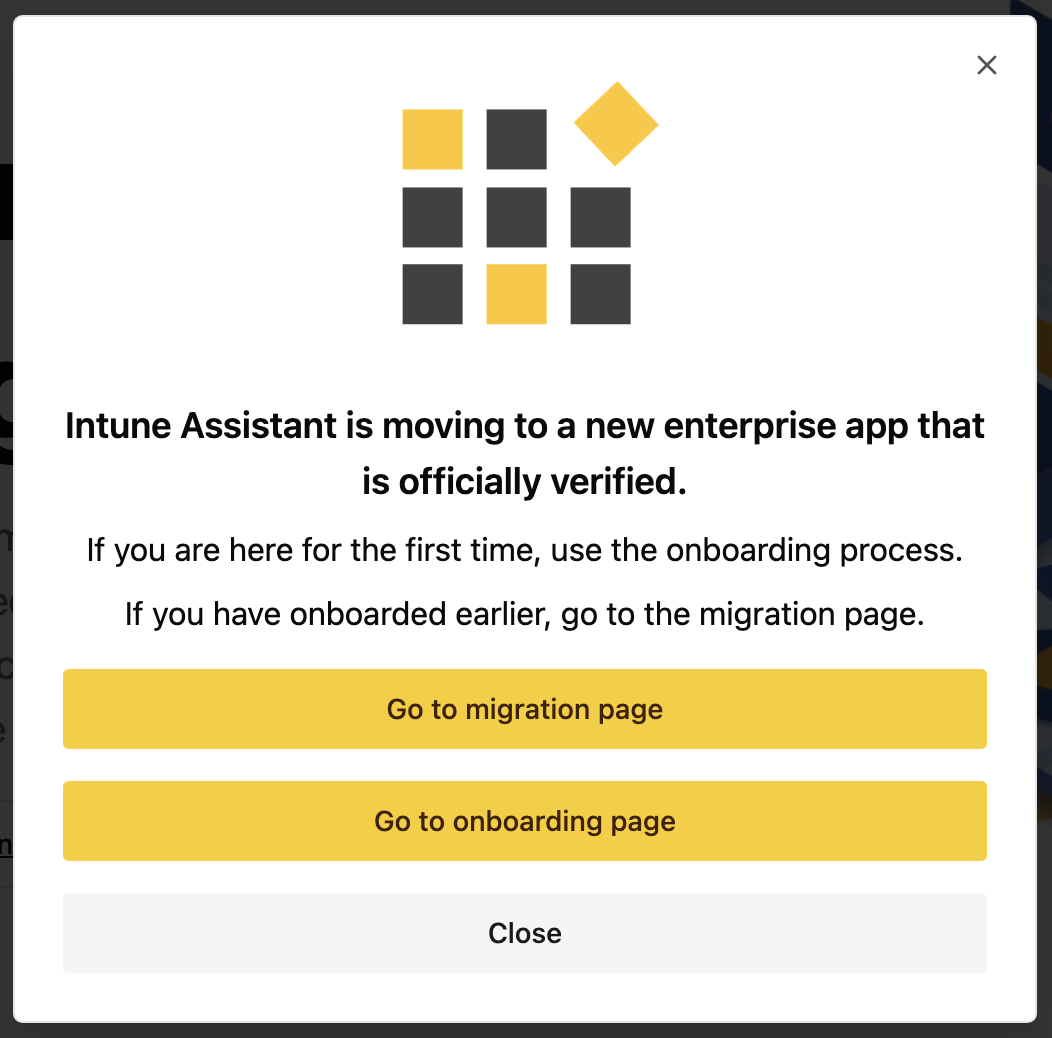 Intune Assistant is moving to a new enterprise app that
is officially verified.
If you are here for the first time, use the onboarding process.
If you have onboarded earlier, go to the migration page.
Go to migration page
Go to onboarding page
Close